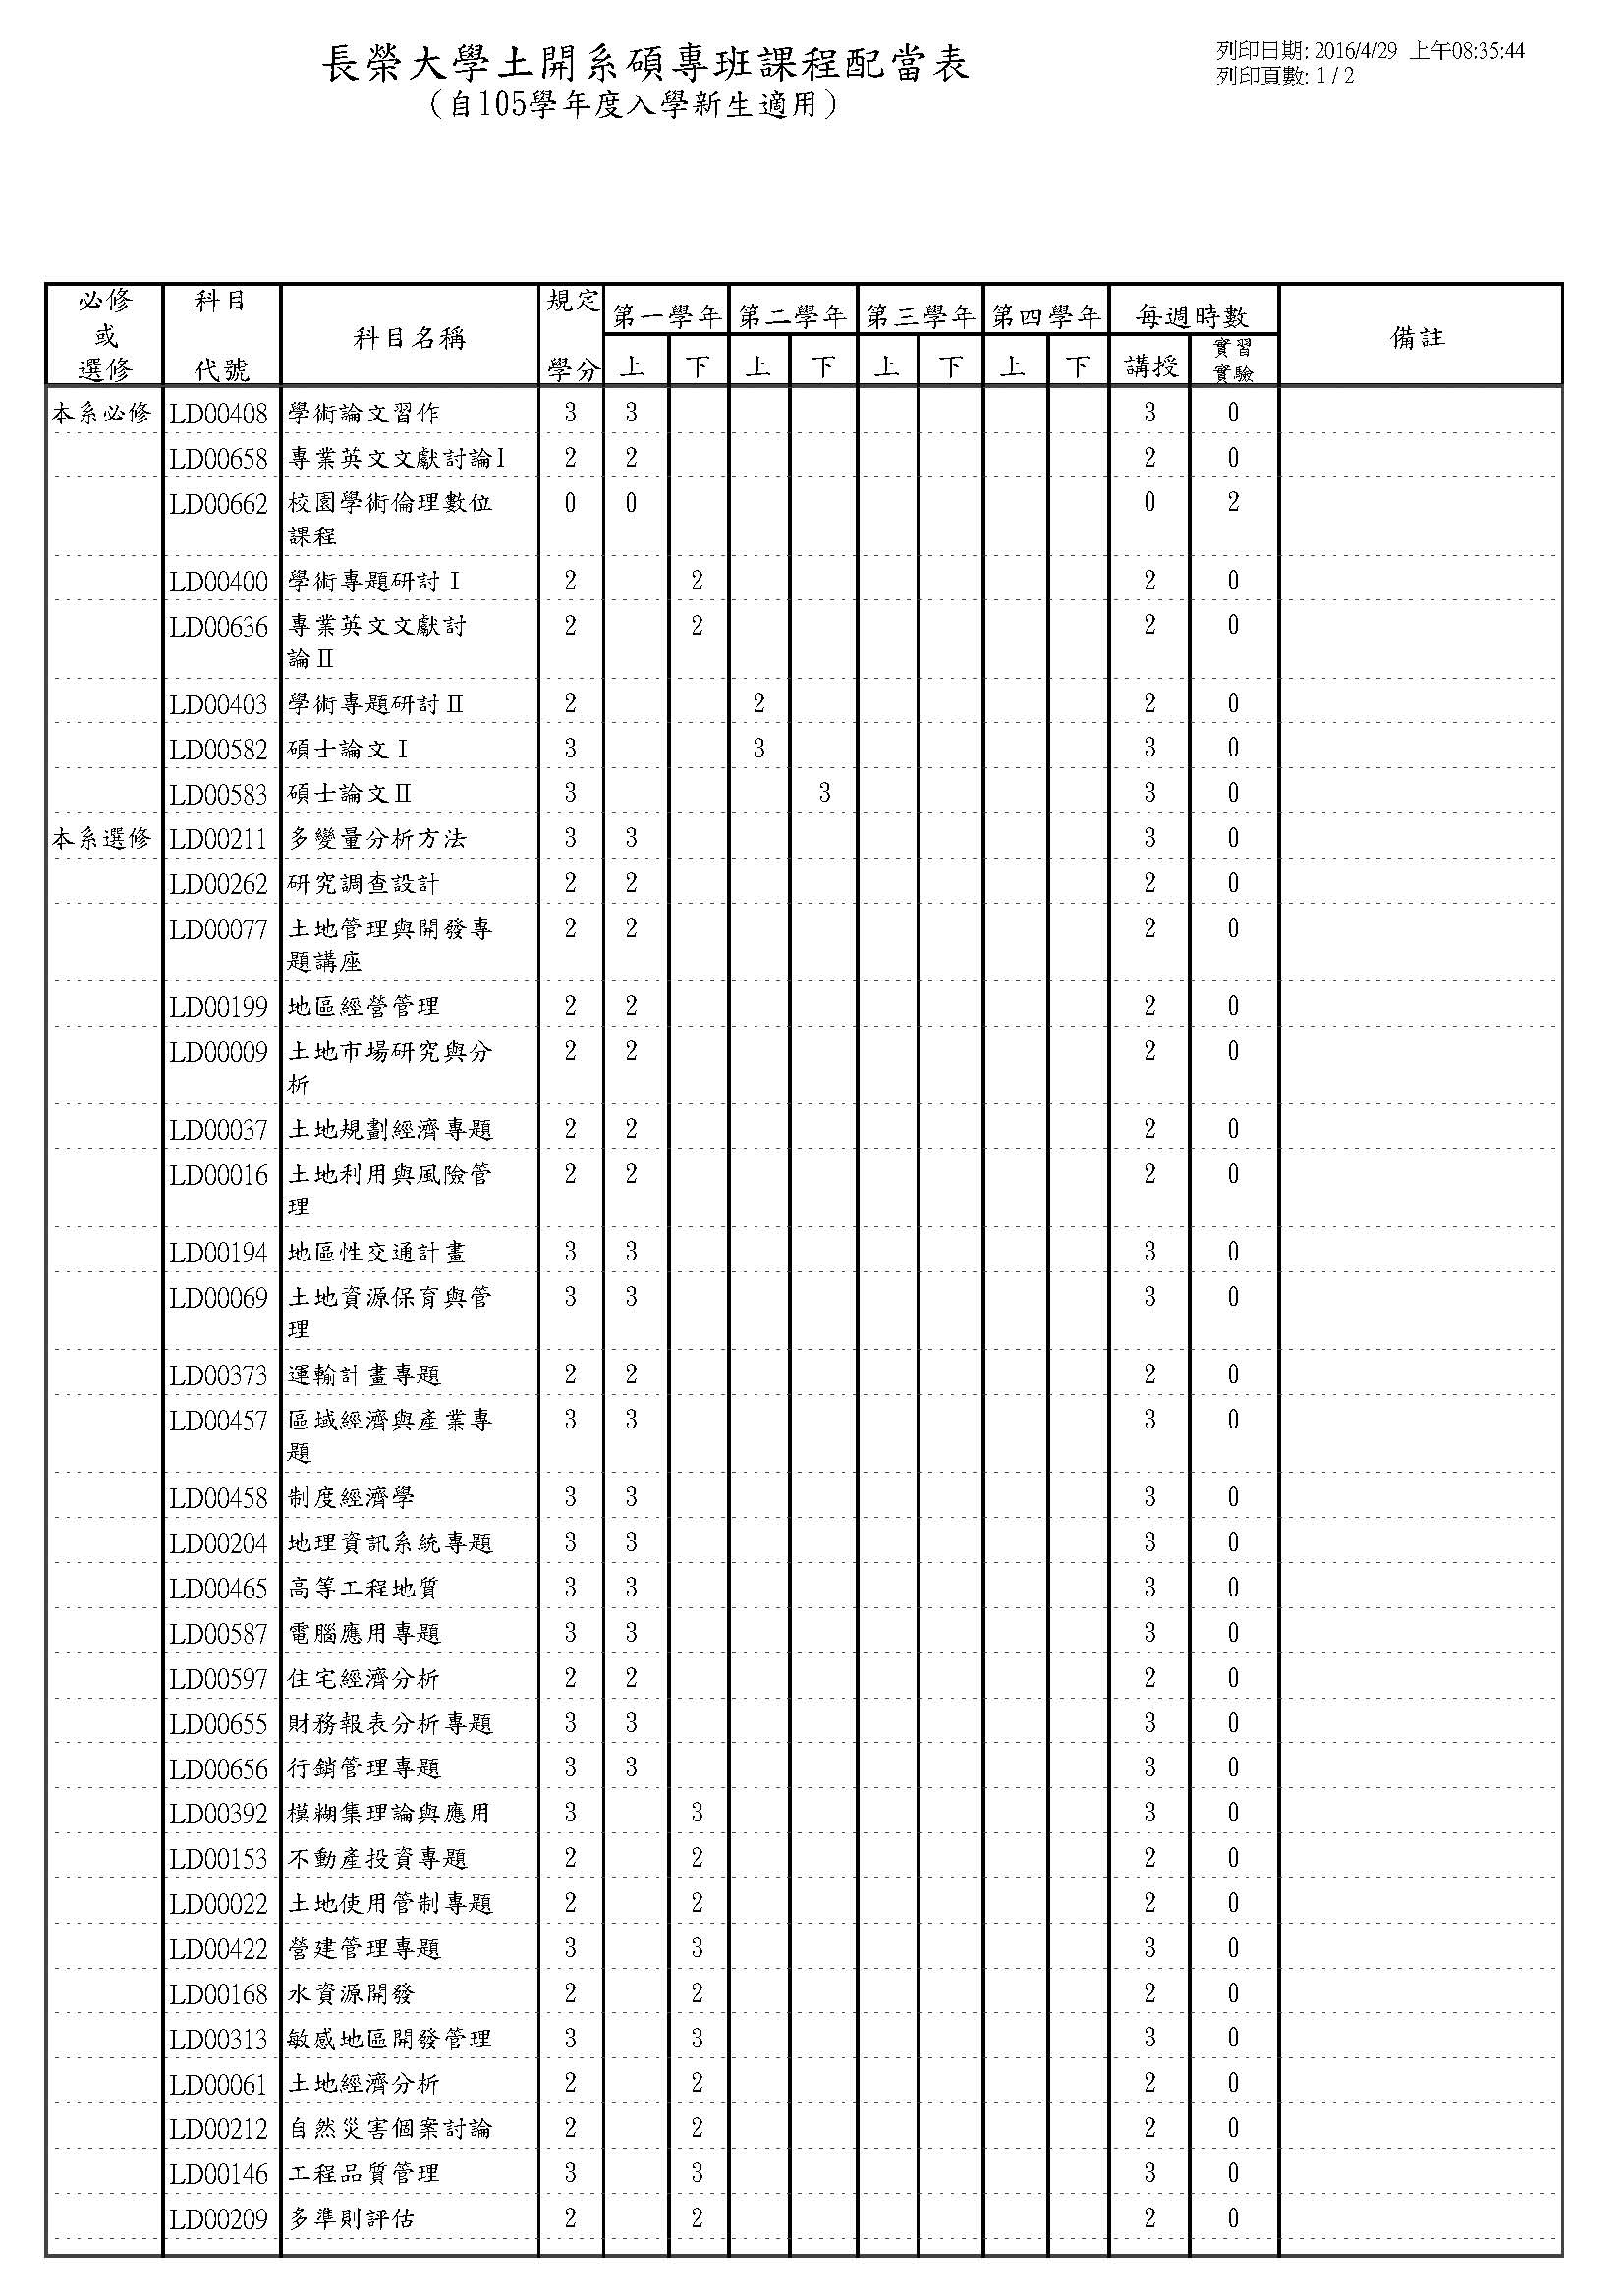 長榮大學土開系碩專班課程配當表
（自105學年度入學新生適用）
列印日期: 2016/4/29 上午08:35:44
列印頁數: 1 / 2
必修 或 選修 科目 代號 科目名稱 規定 學分 第一學年 第二學年 第三學年 第四學年 每週時數 備註
上 下 上 下 上 下 上 下 講授 實習 實驗
本系必修 LD00408 學術論文習作 3 3 3 0
LD00658 專業英文文獻討論I 2 2 2 0
LD00662 校園學術倫理數位 0 0 0 2
課程
LD00400 學術專題研討Ⅰ 2 2 2 0
LD00636 專業英文文獻討 2 2 2 0
論Ⅱ
LD00403 學術專題研討Ⅱ 2 2 2 0
LD00582 碩士論文Ⅰ 3 3 3 0
LD00583 碩士論文Ⅱ 3 3 3 0
本系選修 LD00211 多變量分析方法 3 3 3 0
LD00262 研究調查設計 2 2 2 0
LD00077 土地管理與開發專 2 2 2 0
題講座
LD00199 地區經營管理 2 2 2 0
LD00009 土地市場研究與分 2 2 2 0
析
LD00037 土地規劃經濟專題 2 2 2 0
LD00016 土地利用與風險管 2 2 2 0
理
LD00194 地區性交通計畫 3 3 3 0
LD00069 土地資源保育與管 3 3 3 0
理
LD00373 運輸計畫專題 2 2 2 0
LD00457 區域經濟與產業專 3 3 3 0
題
LD00458 制度經濟學 3 3 3 0
LD00204 地理資訊系統專題 3 3 3 0
LD00465 高等工程地質 3 3 3 0
LD00587 電腦應用專題 3 3 3 0
LD00597 住宅經濟分析 2 2 2 0
LD00655 財務報表分析專題 3 3 3 0
LD00656 行銷管理專題 3 3 3 0
LD00392 模糊集理論與應用 3 3 3 0
LD00153 不動產投資專題 2 2 2 0
LD00022 土地使用管制專題 2 2 2 0
LD00422 營建管理專題 3 3 3 0
LD00168 水資源開發 2 2 2 0
LD00313 敏感地區開發管理 3 3 3 0
LD00061 土地經濟分析 2 2 2 0
LD00212 自然災害個案討論 2 2 2 0
LD00146 工程品質管理 3 3 3 0
LD00209 多準則評估 2 2 2 0